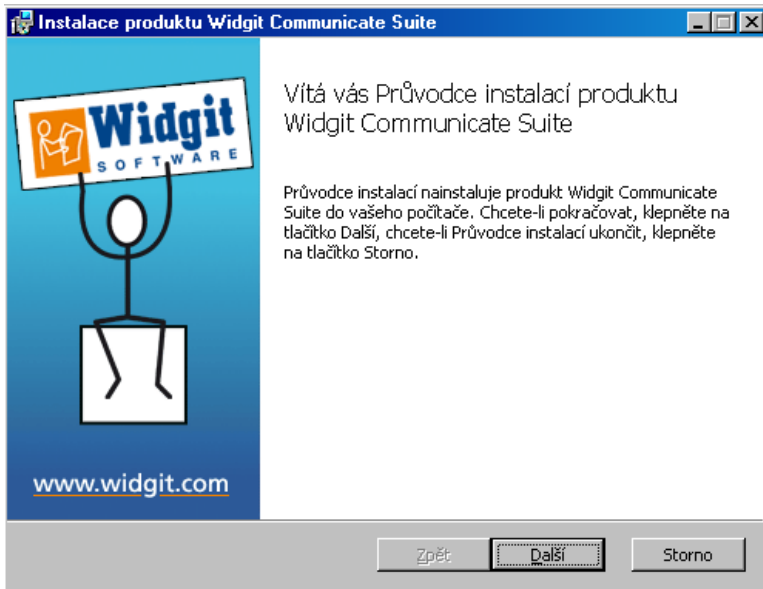 Instalace produktu Widgit Communicate Suite
Widgit
SOFTWARE
www.widgit.com
Vítá vás Průvodce instalací produktu
Widgit Communicate Suite
Průvodce instalací nainstaluje produkt Widgit Communicate
Suite do vašeho počítače. Chcete-li pokračovat, klepněte na
tlačítko Další, chcete-li Průvodce instalací ukončit, klepněte
na tlačítko Storno.
Zpět
Další
Storno